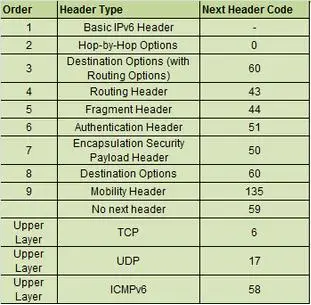 Order Header Type Next Header Code
1 Basic IPv6 Header -
2 Hop-by-Hop Options 0
3 Destination Options (with Routing Options) 60
4 Routing Header 43
5 Fragment Header 44
6 Authentication Header 51
7 Encapsulation Security Payload Header 50
8 Destination Options 60
9 Mobility Header 135
No next header 59
Upper Layer TCP 6
Upper Layer UDP 17
Upper Layer ICMPv6 58